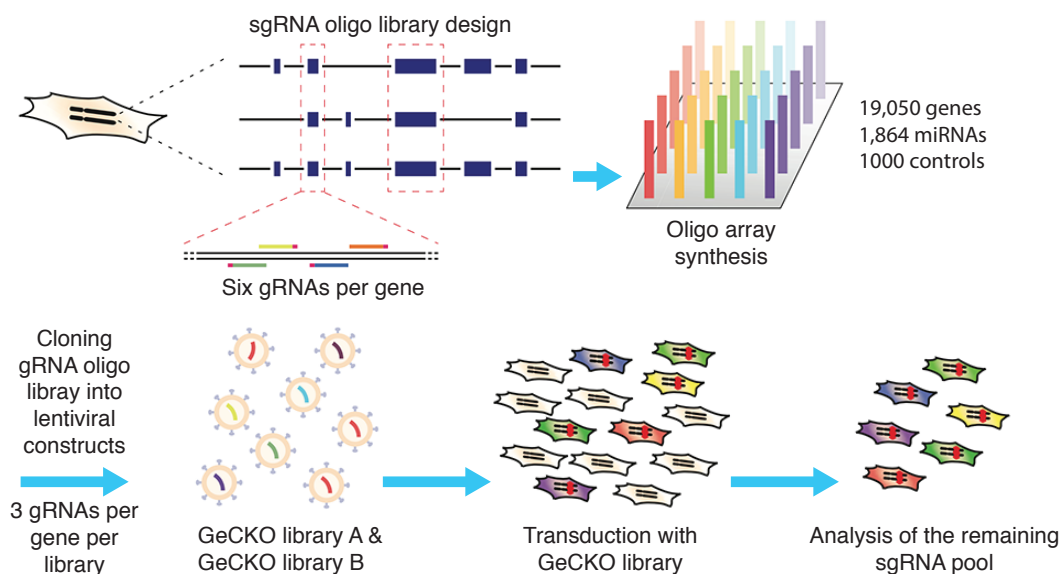 sgRNA oligo library design
19,050 genes
1,864 miRNAs
1000 controls
Oligo array
synthesis
Six gRNAs per gene
Cloning
gRNA oligo
libray into
lentiviral
constructs
3 gRNAs per
gene per
library
GeCKO library A &
GeCKO library B
Transduction with
GeCKO library
Analysis of the remaining
sgRNA pool